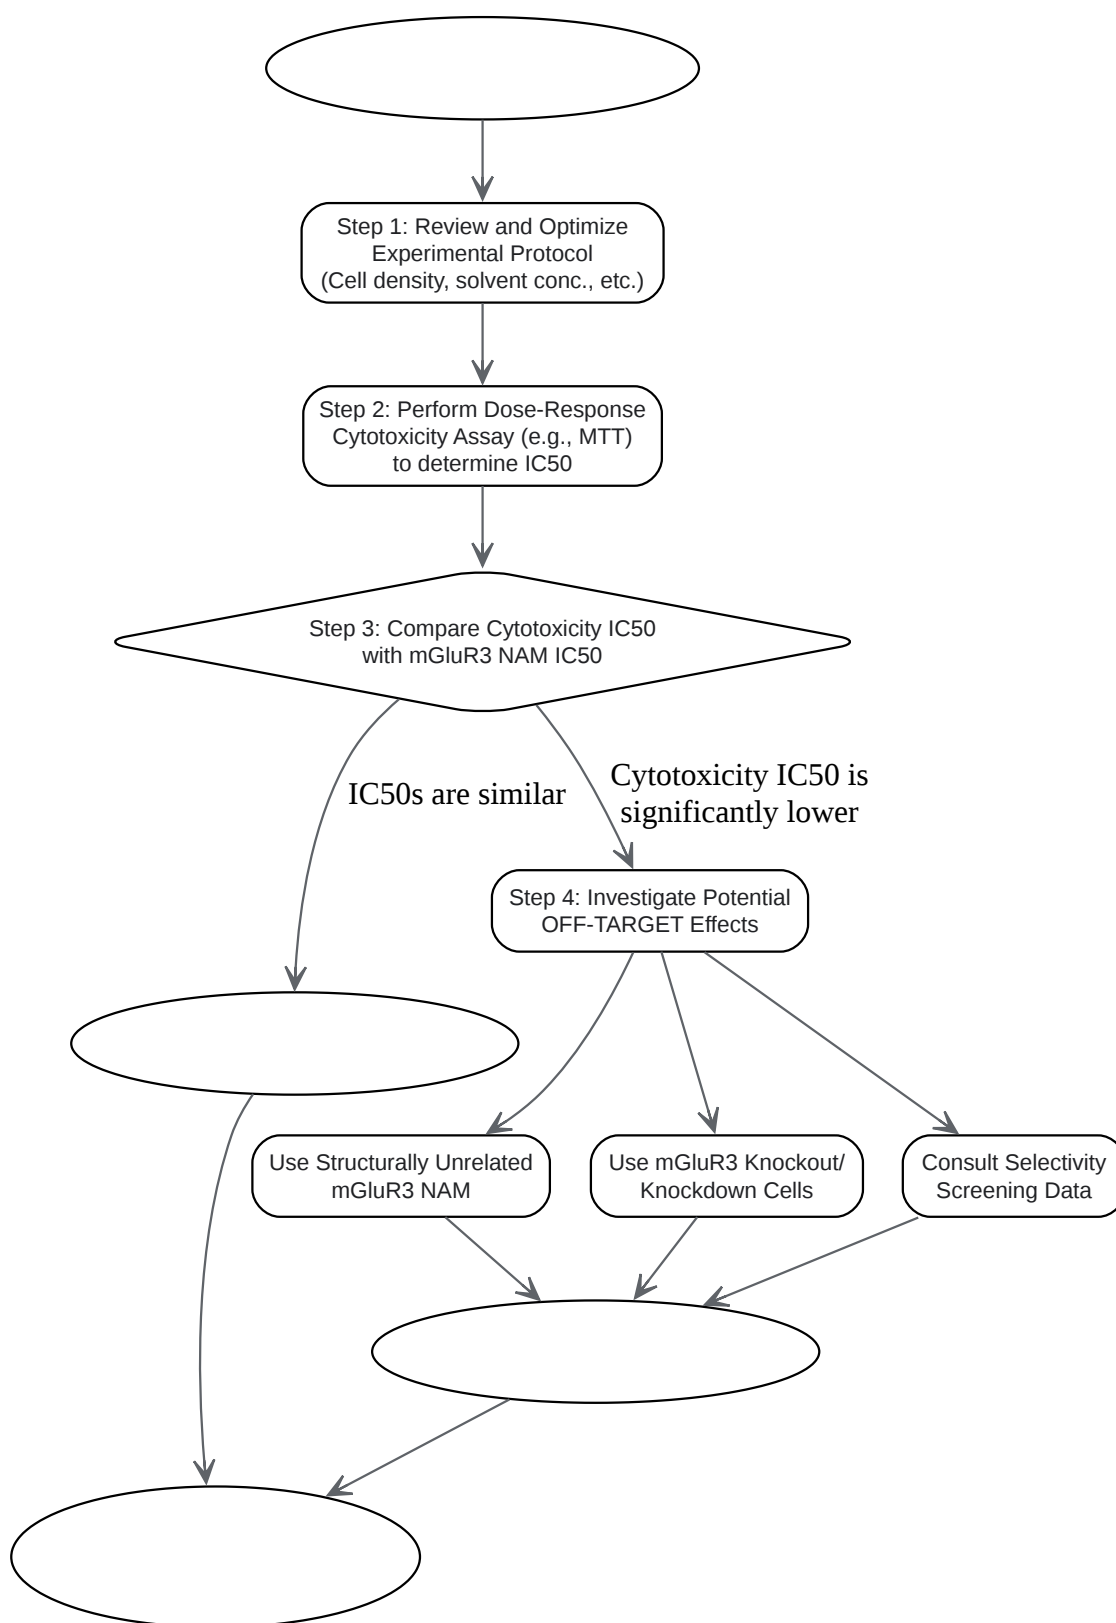 Step 1: Review and Optimize
Experimental Protocol
(Cell density, solvent conc., etc.)
Step 2: Perform Dose-Response
Cytotoxicity Assay (e.g., MTT)
to determine IC50
Step 3: Compare Cytotoxicity IC50
with mGluR3 NAM IC50
IC50s are similar
Cytotoxicity IC50 is
significantly lower
Step 4: Investigate Potential
OFF-TARGET Effects
Use Structurally Unrelated
mGluR3 NAM
Use mGluR3 Knockout/
Knockdown Cells
Consult Selectivity
Screening Data